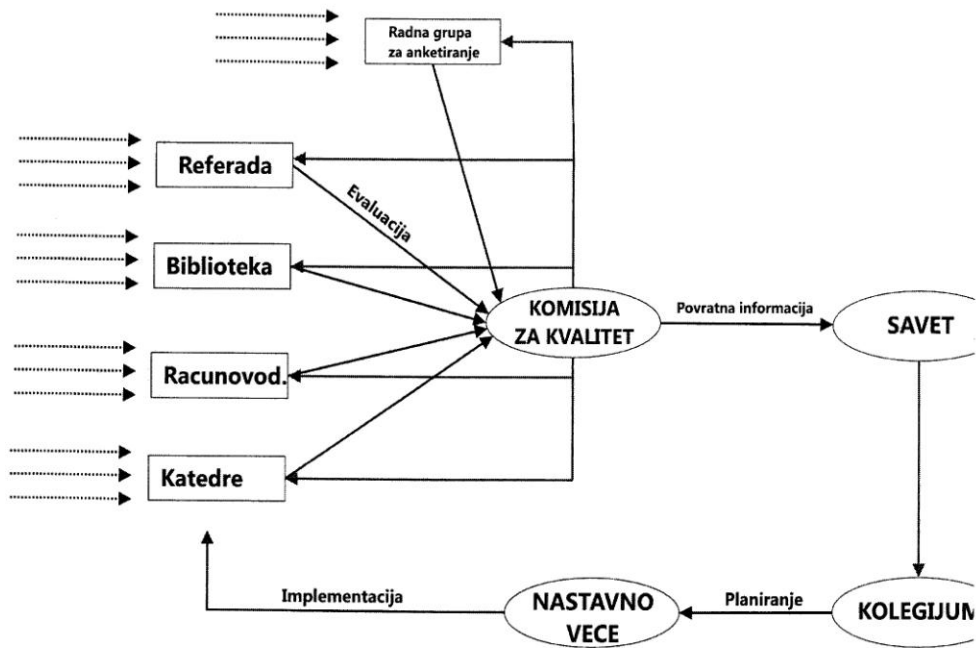 Radna grupa
za anketiranje
Referada
Evaluacija
Biblioteka
KOMISIJA
ZA KVALITET
Povratna informacija
SAVET
Racunovod.
Katedre
Implementacija
NASTAVNO
VECE
Planiranje
KOLEGIJUM